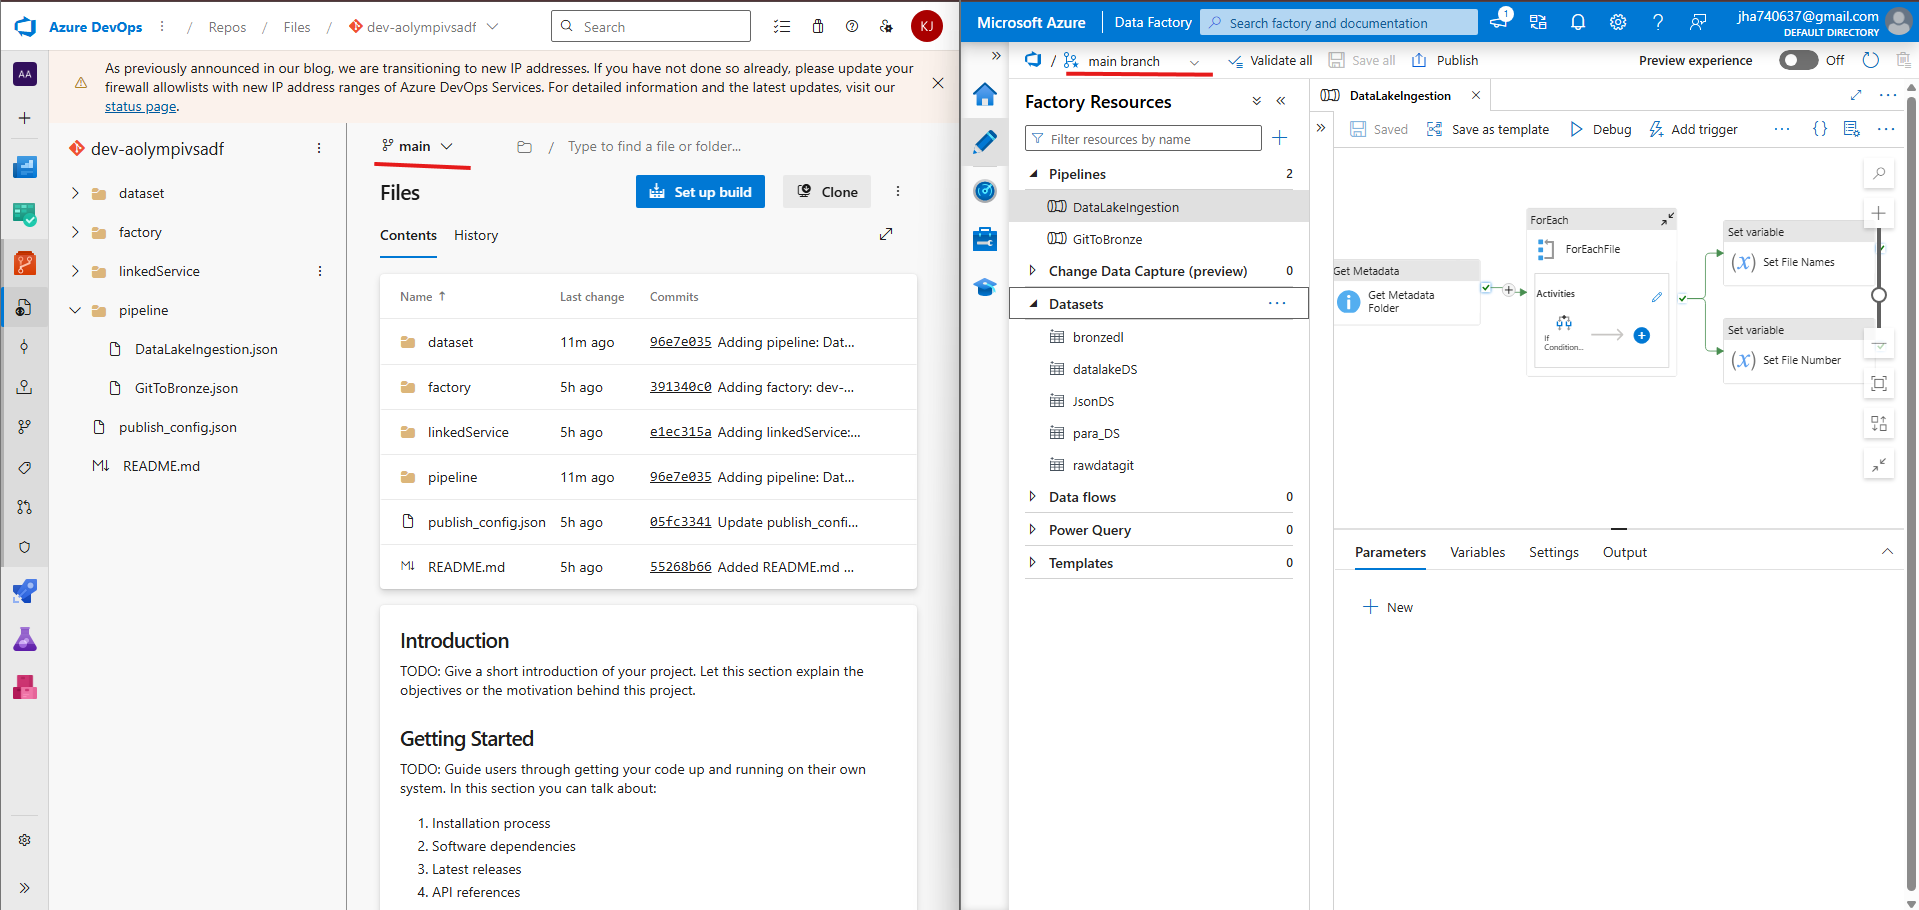 Azure DevOps / Repos / Files / dev-aolympivsadf
Search
KJ
AA
As previously announced in our blog, we are transitioning to new IP addresses. If you have not done so already, please update your
firewall allowlists with new IP address ranges of Azure DevOps Services. For detailed information and the latest updates, visit our
status page.
dev-aolympivsadf
dataset
factory
linkedService
pipeline
DataLakeIngestion.json
GitToBronze.json
publish_config.json
README.md
main
/ Type to find a file or folder...
Files
Set up build
Clone
Contents
History
Name ↑ Last change Commits
dataset 11m ago 96e7e035 Adding pipeline: Dat...
factory 5h ago 391340c0 Adding factory: dev-...
linkedService 5h ago e1ec315a Adding linkedService:...
pipeline 11m ago 96e7e035 Adding pipeline: Dat...
publish_config.json 5h ago 05fc3341 Update publish_confi...
README.md 5h ago 55268b66 Added README.md ...
Introduction
TODO: Give a short introduction of your project. Let this section explain the
objectives or the motivation behind this project.
Getting Started
TODO: Guide users through getting your code up and running on their own
system. In this section you can talk about:
1. Installation process
2. Software dependencies
3. Latest releases
4. API references
Microsoft Azure | Data Factory
Search factory and documentation
1
jha740637@gmail.com
DEFAULT DIRECTORY
/ main branch
Validate all
Save all
Publish
Preview experience
Off
Factory Resources
Filter resources by name
Pipelines 2
DataLakeIngestion
GitToBronze
Change Data Capture (preview) 0
Datasets ...
bronzedl
datalakeDS
JsonDS
para_DS
rawdatagit
Data flows 0
Power Query 0
Templates 0
DataLakeIngestion
Saved
Save as template
Debug
Add trigger
{}
Get Metadata
Get Metadata
Folder
ForEach
ForEachFile
Activities
If
Condition...
Set variable
(x) Set File Names
Set variable
(x) Set File Number
Parameters
Variables
Settings
Output
New